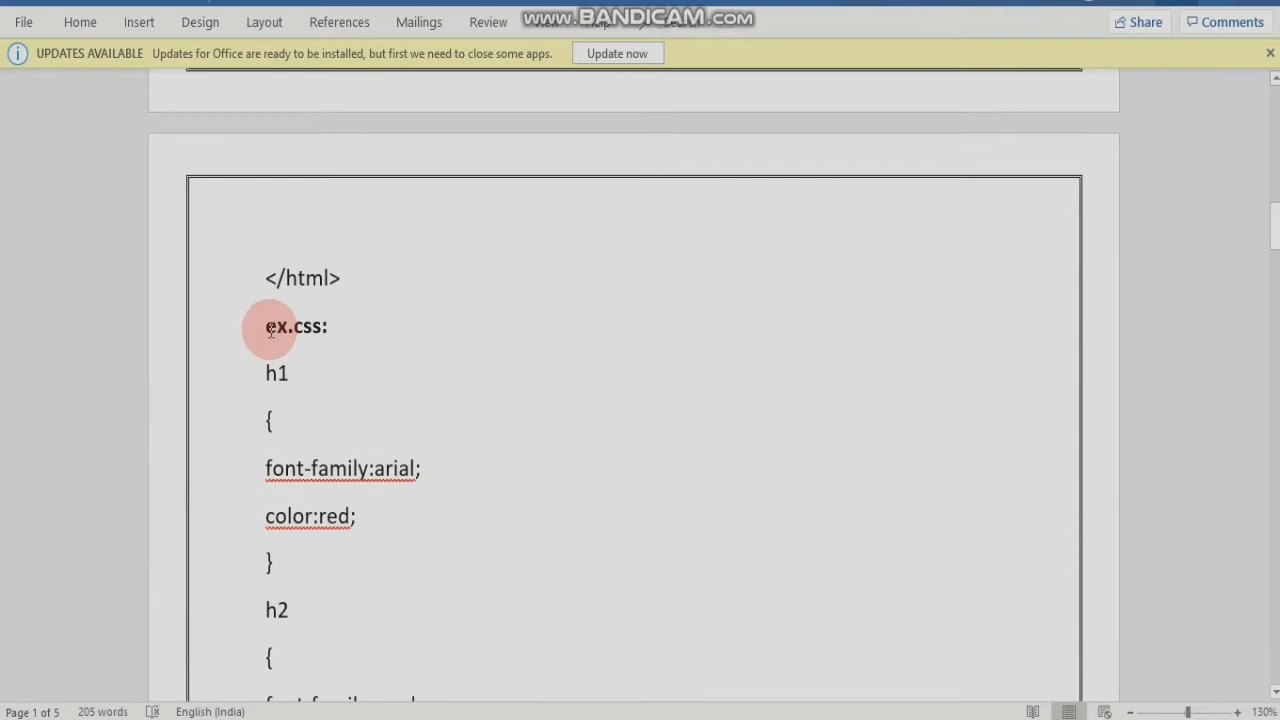 File Home Insert Design Layout References Mailings Review www.BANDICAM.com Share Comments
UPDATES AVAILABLE Updates for Office are ready to be installed, but first we need to close some apps. Update now
</html>
ex.css:
h1
{
font-family:arial;
color:red;
}
h2
{
Page 1 of 5 205 words English (India) 130%